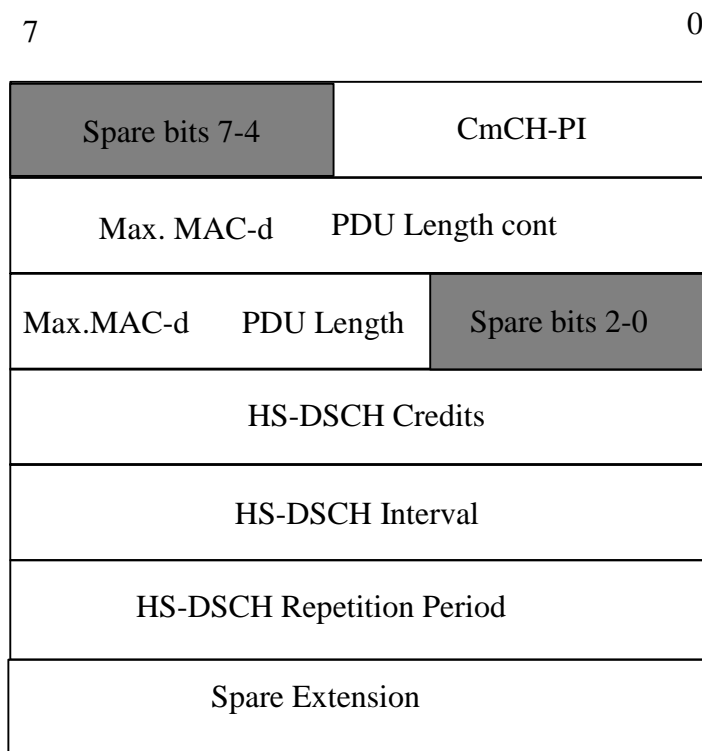 7 0
Spare bits 7-4 CmCH-PI
Max. MAC-d PDU Length cont
Max.MAC-d PDU Length Spare bits 2-0
HS-DSCH Credits
HS-DSCH Interval
HS-DSCH Repetition Period
Spare Extension